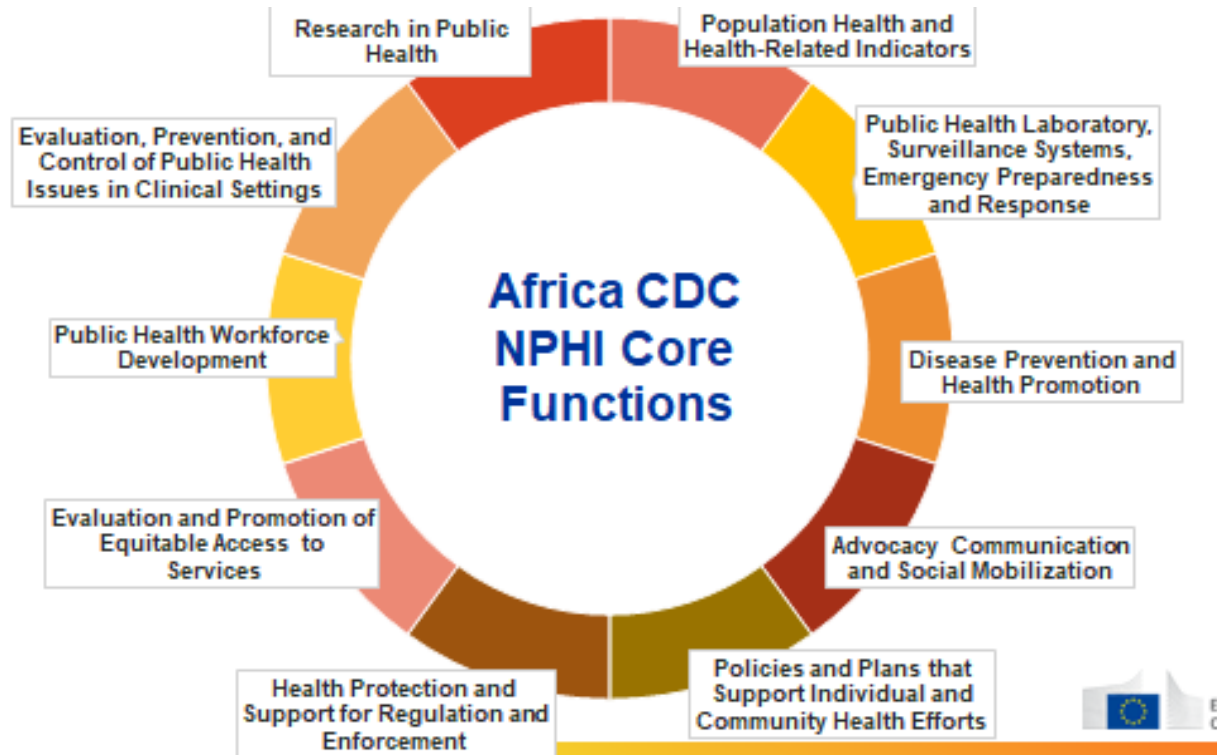 Research in Public
Health
Population Health and
Health-Related Indicators
Evaluation, Prevention, and
Control of Public Health
Issues in Clinical Settings
Public Health Laboratory,
Surveillance Systems,
Emergency Preparedness
and Response
Africa CDC
NPHI Core
Functions
Public Health Workforce
Development
Disease Prevention and
Health Promotion
Evaluation and Promotion of
Equitable Access to
Services
Advocacy Communication
and Social Mobilization
Health Protection and
Support for Regulation and
Enforcement
Policies and Plans that
Support Individual and
Community Health Efforts